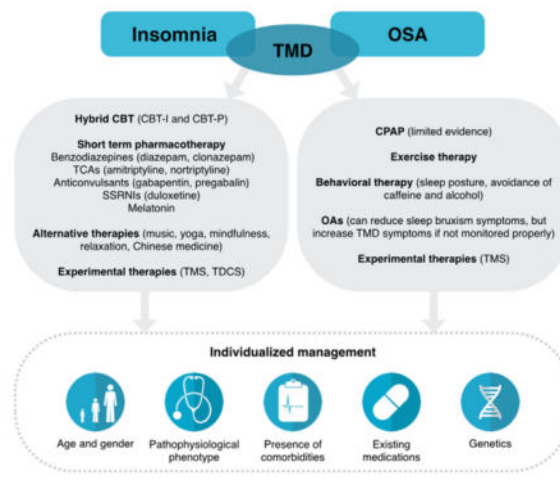 Insomnia
TMD
OSA
Hybrid CBT (CBT-I and CBT-P)
Short term pharmacotherapy
Benzodiazepines (diazepam, clonazepam)
TCAs (amitriptyline, nortriptyline)
Anticonvulsants (gabapentin, pregabalin)
SSRNIs (duloxetine)
Melatonin
Alternative therapies (music, yoga, mindfulness,
relaxation, Chinese medicine)
Experimental therapies (TMS, TDCS)
CPAP (limited evidence)
Exercise therapy
Behavioral therapy (sleep posture, avoidance of
caffeine and alcohol)
OAs (can reduce sleep bruxism symptoms, but
increase TMD symptoms if not monitored properly)
Experimental therapies (TMS)
Individualized management
Age and gender
Pathophysiological
phenotype
Presence of
comorbidities
Existing
medications
Genetics